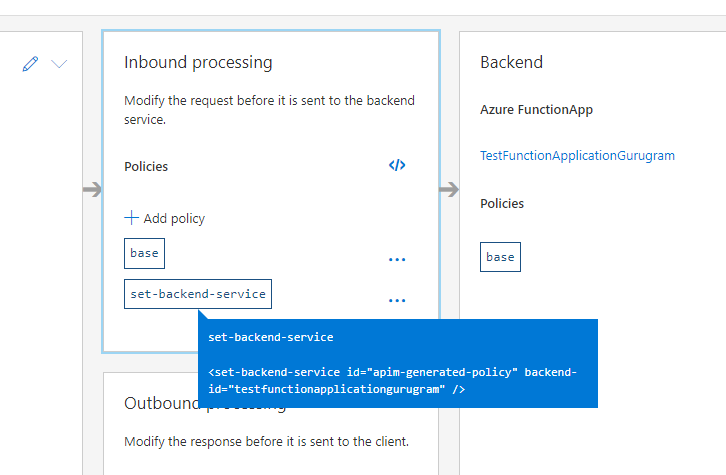 Inbound processing
Modify the request before it is sent to the backend
service.
Policies
</>
Add policy
base
...
set-backend-service
...
set-backend-service
<set-backend-service id="apim-generated-policy" backend-
id="testfunctionapplicationgurugram" />
Outbound processing
Modify the response before it is sent to the client.
Backend
Azure FunctionApp
TestFunctionApplicationGurugram
Policies
base